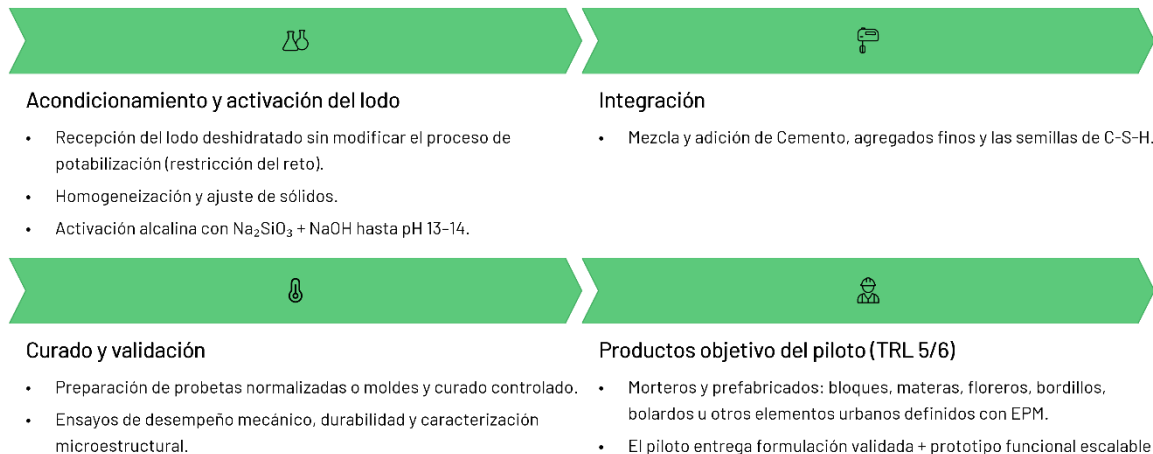 Acondicionamiento y activación del lodo
• Recepción del lodo deshidratado sin modificar el proceso de
potabilización (restricción del reto).
• Homogeneización y ajuste de sólidos.
• Activación alcalina con Na₂SiO₃ + NaOH hasta pH 13–14.
Integración
• Mezcla y adición de Cemento, agregados finos y las semillas de C-S-H.
Curado y validación
• Preparación de probetas normalizadas o moldes y curado controlado.
• Ensayos de desempeño mecánico, durabilidad y caracterización
microestructural.
Productos objetivo del piloto (TRL 5/6)
• Morteros y prefabricados: bloques, materas, floreros, bordillos,
bolardos u otros elementos urbanos definidos con EPM.
• El piloto entrega formulación validada + prototipo funcional escalable